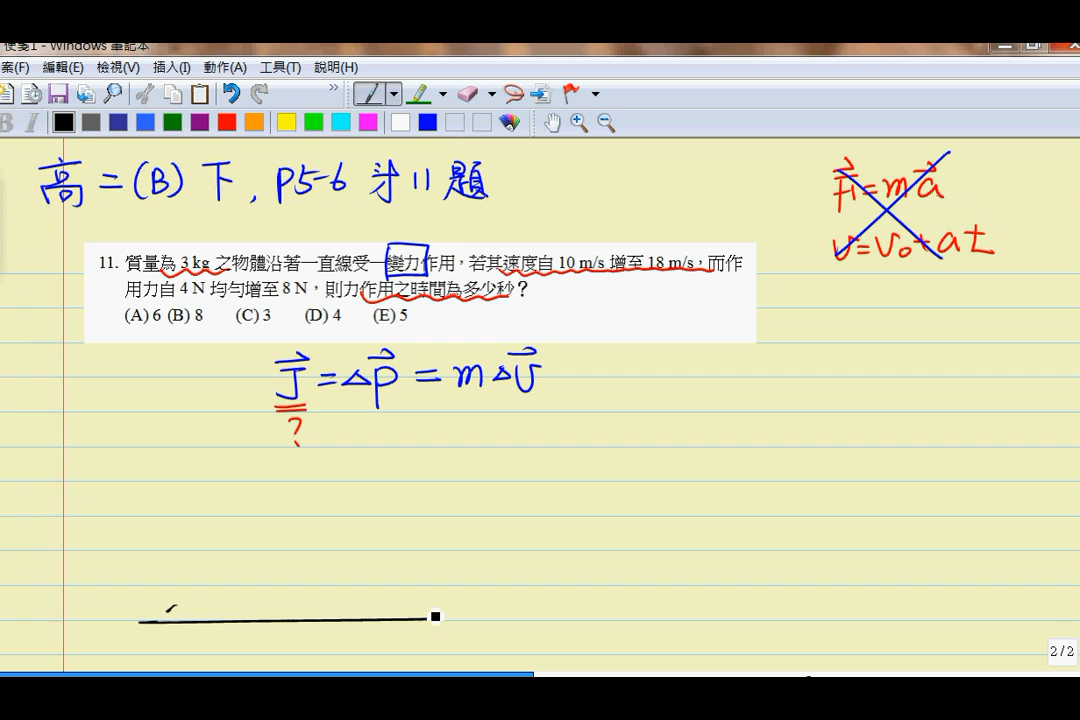 便箋1 - Windows 筆記本
案(F) 編輯(E) 檢視(V) 插入(I) 動作(A) 工具(T) 說明(H)
B I
高二(B)下, P5-6 第11題
F=ma
v=v₀+at
11. 質量為 3 kg 之物體沿著一直線受一變力作用，若其速度自 10 m/s 增至 18 m/s，而作
用力自 4 N 均勻增至 8 N，則力作用之時間為多少秒？
(A) 6 (B) 8 (C) 3 (D) 4 (E) 5
J = Δp = mΔv
?
2/2